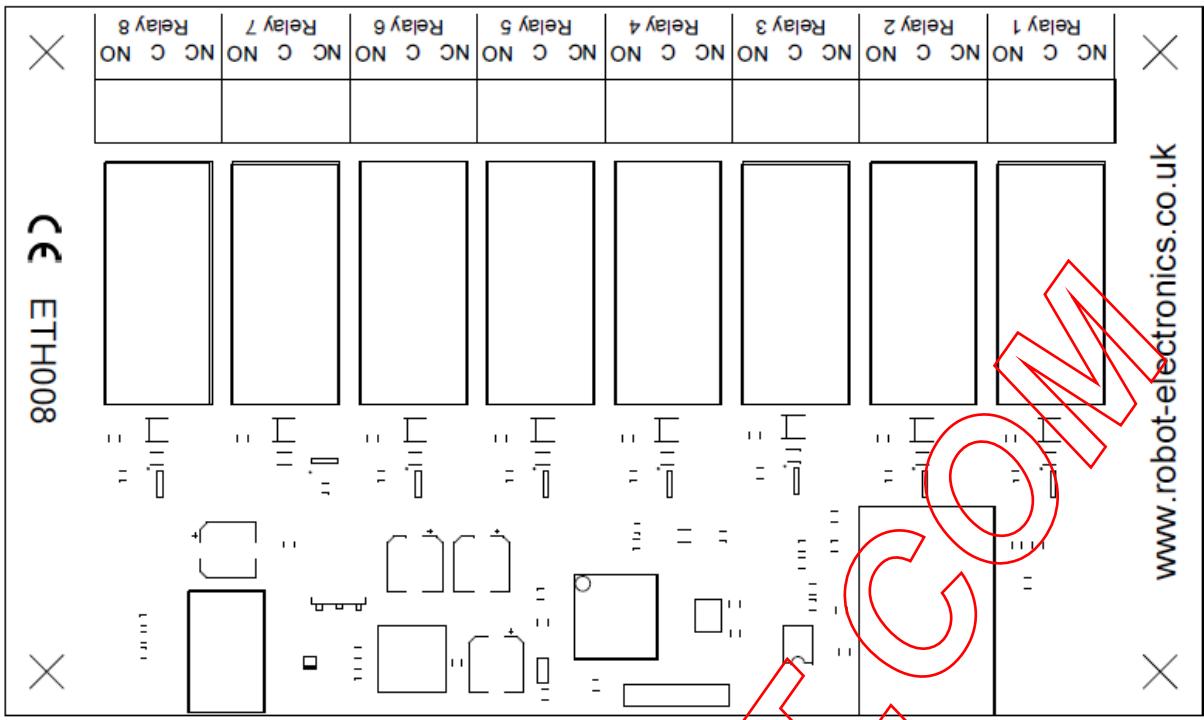 Relay 8 Relay 7 Relay 6 Relay 5 Relay 4 Relay 3 Relay 2 Relay 1
NO C NC NO C NC NO C NC NO C NC NO C NC NO C NC NO C NC NO C NC
CE ETH008
www.robot-electronics.co.uk
.COM